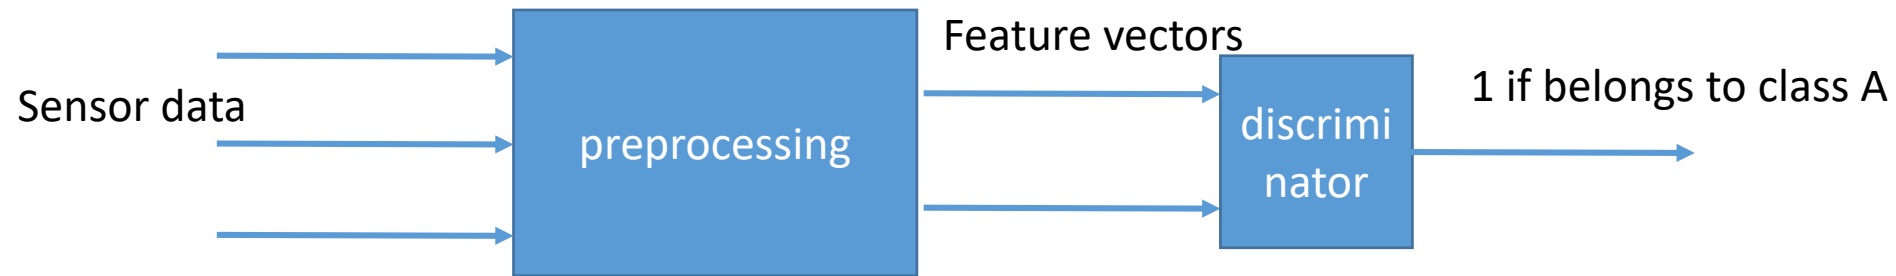 Sensor data
preprocessing
Feature vectors
discrimi
nator
1 if belongs to class A